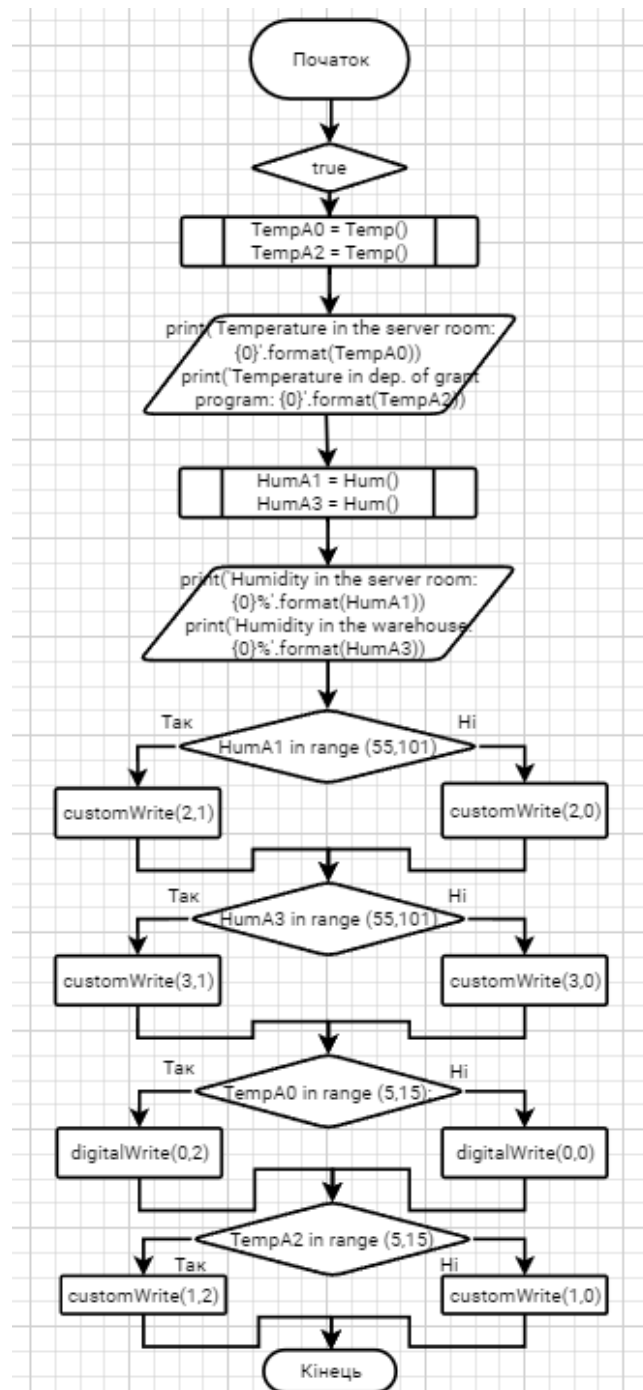 Початок
true
TempA0 = Temp()
TempA2 = Temp()
print('Temperature in the server room:
{0}'.format(TempA0))
print('Temperature in dep. of grant
program: {0}'.format(TempA2))
HumA1 = Hum()
HumA3 = Hum()
print('Humidity in the server room:
{0}%'.format(HumA1))
print('Humidity in the warehouse:
{0}%'.format(HumA3))
Так
Ні
HumA1 in range (55,101)
customWrite(2,1)
customWrite(2,0)
Так
Ні
HumA3 in range (55,101)
customWrite(3,1)
customWrite(3,0)
Так
Ні
TempA0 in range (5,15):
digitalWrite(0,2)
digitalWrite(0,0)
TempA2 in range (5,15)
Так
Ні
customWrite(1,2)
customWrite(1,0)
Кінець